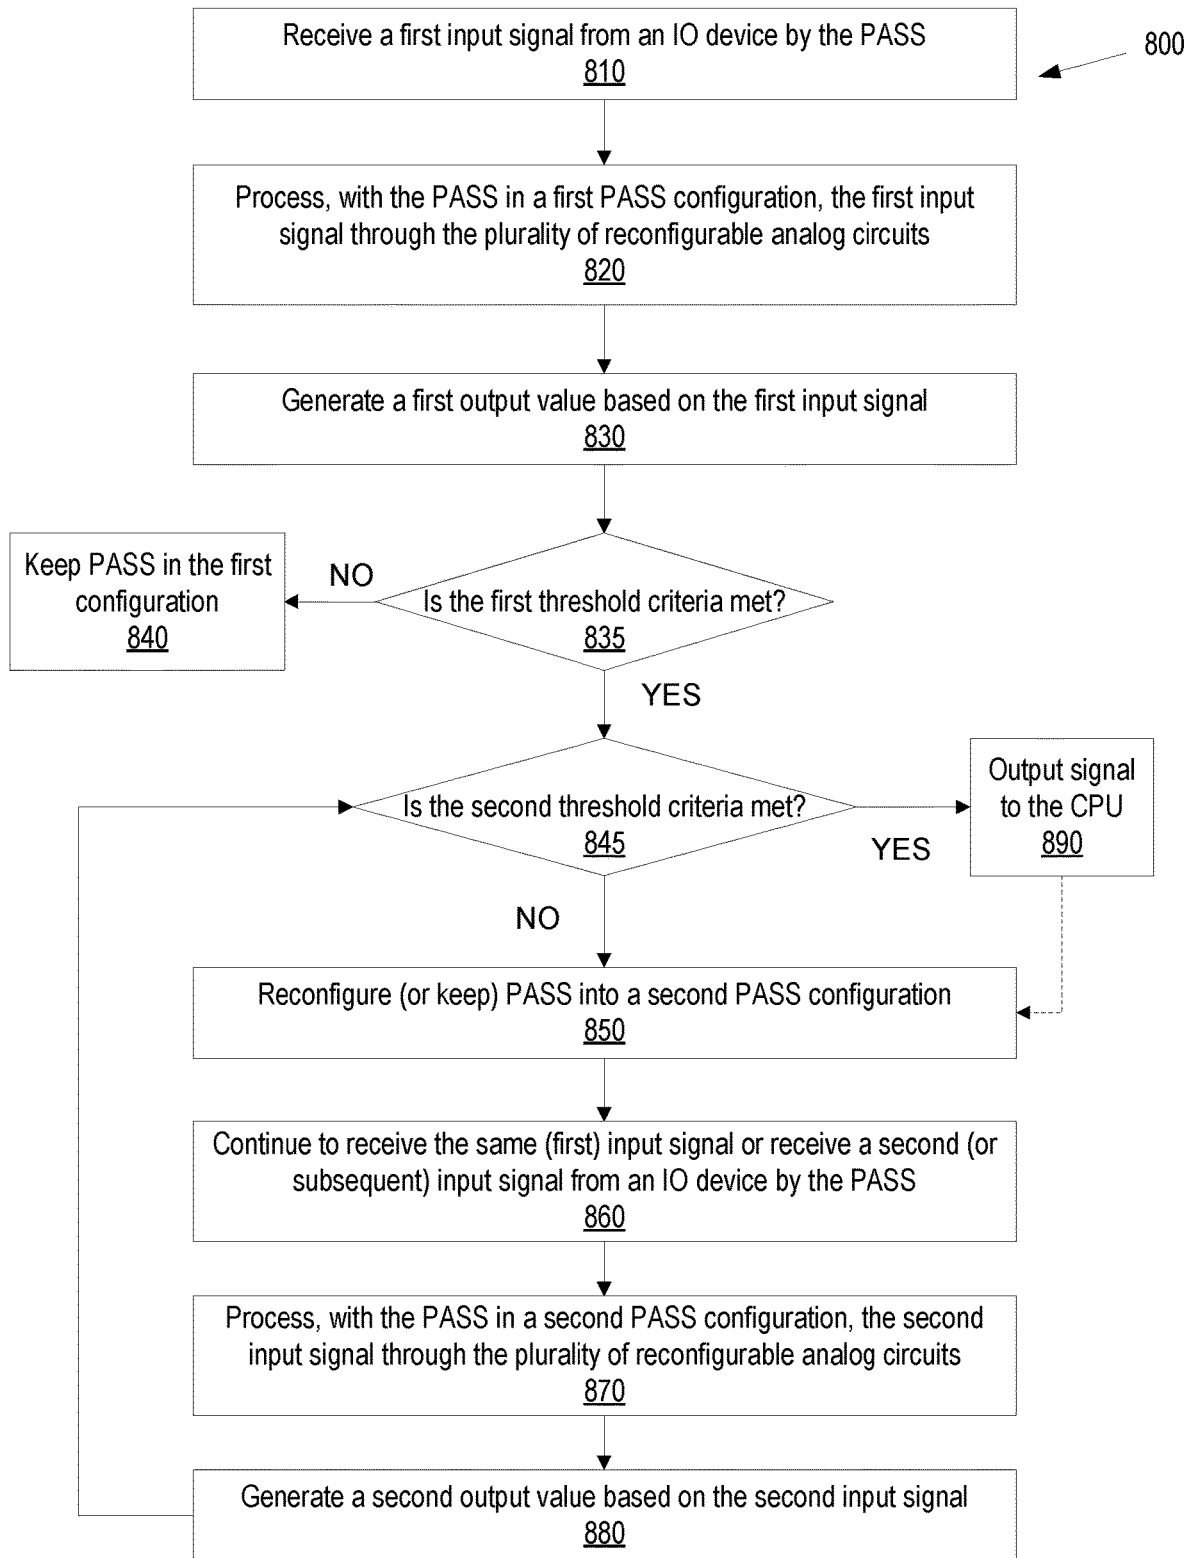 Receive a first input signal from an IO device by the PASS
810
800
Process, with the PASS in a first PASS configuration, the first input
signal through the plurality of reconfigurable analog circuits
820
Generate a first output value based on the first input signal
830
Keep PASS in the first
configuration
840
NO
Is the first threshold criteria met?
835
YES
Is the second threshold criteria met?
845
YES
Output signal
to the CPU
890
NO
Reconfigure (or keep) PASS into a second PASS configuration
850
Continue to receive the same (first) input signal or receive a second (or
subsequent) input signal from an IO device by the PASS
860
Process, with the PASS in a second PASS configuration, the second
input signal through the plurality of reconfigurable analog circuits
870
Generate a second output value based on the second input signal
880